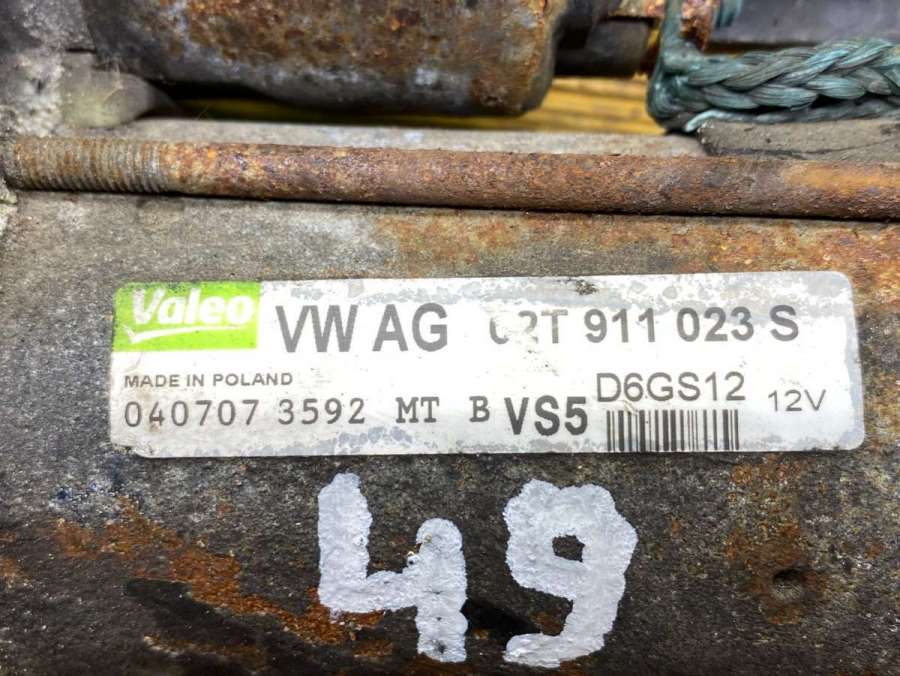 Valeo VW AG 02T 911 023 S
MADE IN POLAND
040707 3592 MT B VS5 D6GS12 12V
49